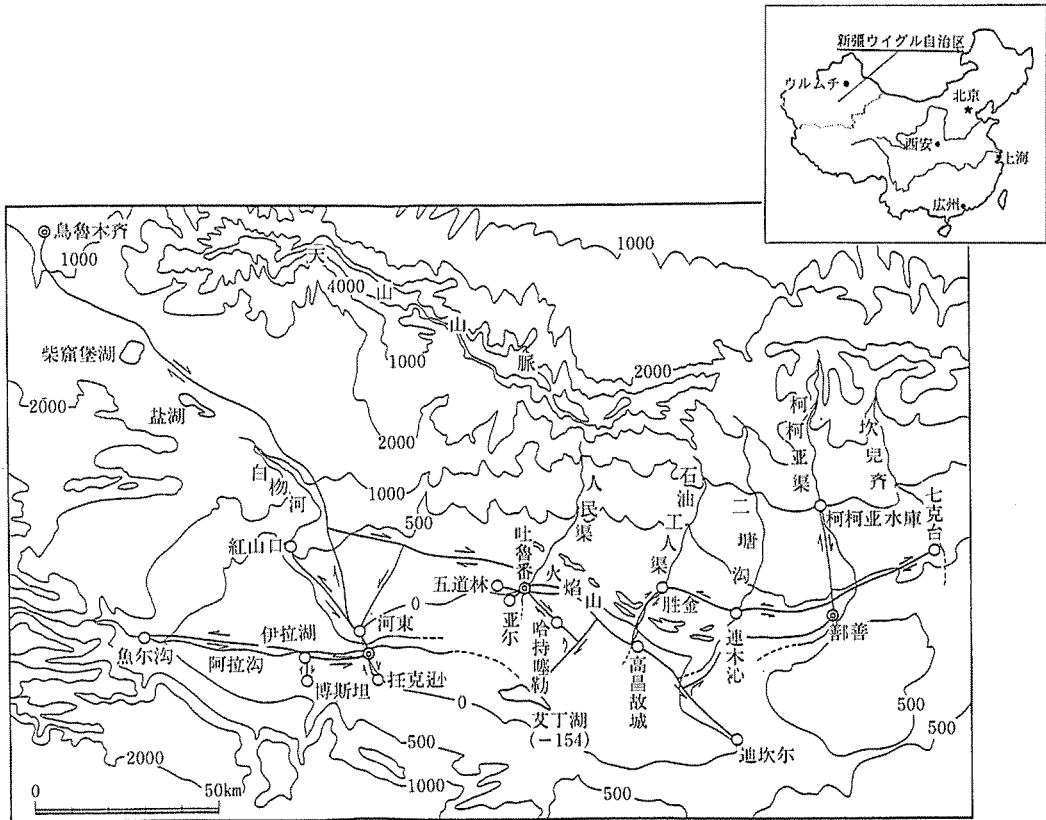 新疆ウイグル自治区
ウルムチ
北京
西安
上海
広州
烏魯木斉
1000
1000
天山山脈
4000
1000
2000
柴窩堡湖
2000
塩湖
2000
白楊河
1000
500
人民渠
石油工人渠
二塘沟
柯柯亚渠
坎兒斉
柯柯亚水庫
七克台
紅山口
吐魯番
火焔山
五道林
亚尔
胜金
0
河東
哈持噻勒
高昌故城
連木沁
鄯善
魚尔沟
伊拉湖
阿拉沟
博斯坦
托克逊
0
艾丁湖
(−154)
迪坎尔
500
500
2000
500
1000
500
0
50km